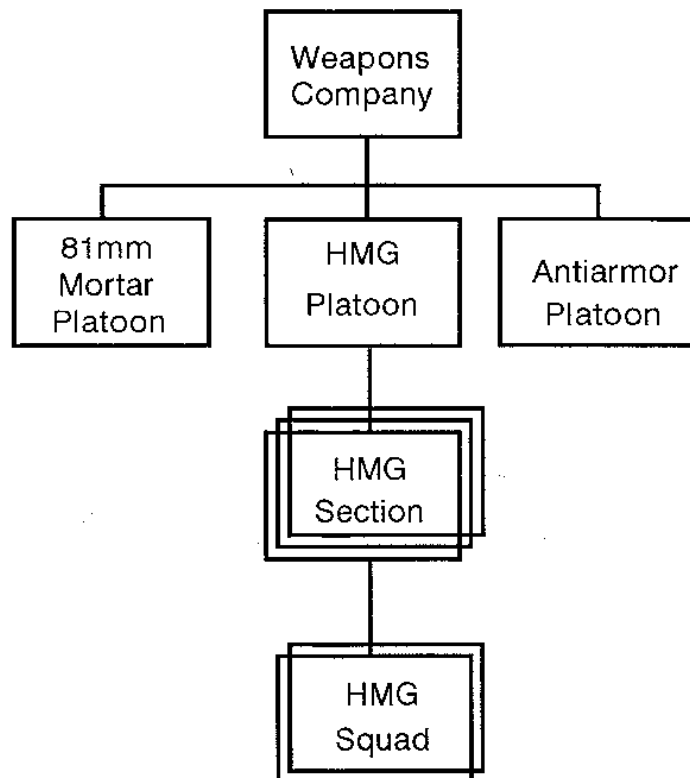 Weapons
Company
81mm
Mortar
Platoon
HMG
Platoon
Antiarmor
Platoon
HMG
Section
HMG
Squad